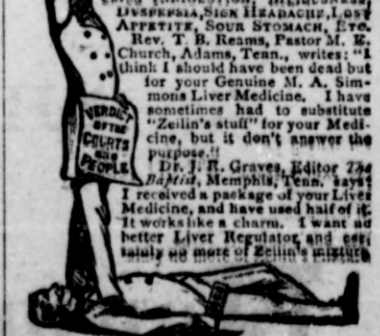 DYSPEPSIA, SICK HEADACHE, LOST
APPETITE, SOUR STOMACH, ETC.
Rev. T. B. Reams, Pastor M. E.
Church, Adams, Tenn., writes: "I
think I should have been dead but
for your Genuine M. A. Sim-
mons Liver Medicine. I have
sometimes had to substitute
"Zeilin's stuff" for your Medi-
cine, but it don't answer the
purpose."
Dr. J. R. Graves, Editor The
Baptist, Memphis, Tenn. says:
I received a package of your Liver
Medicine, and have used half of it.
It works like a charm. I want no
better Liver Regulator and cer-
tainly no more of Zeilin's mixture.
VERDICT
OF THE
COURTS
AND
PEOPLE